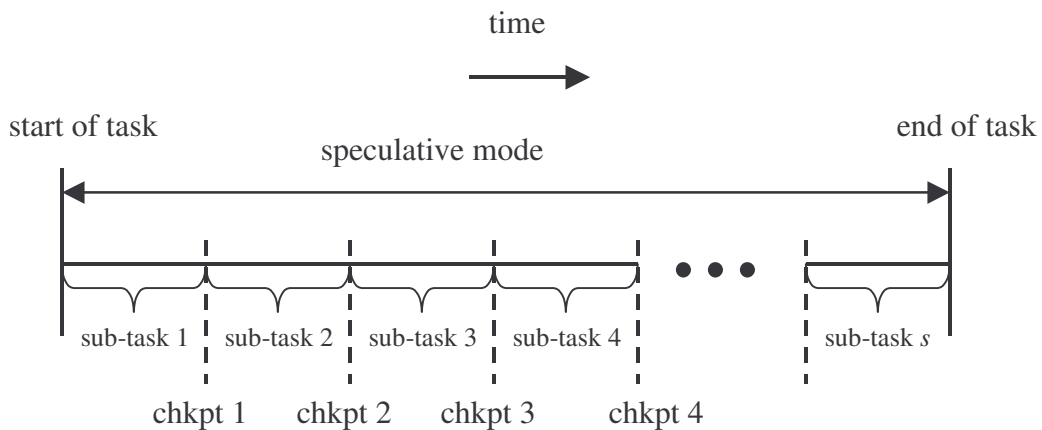 time
start of task
end of task
speculative mode
sub-task 1 sub-task 2 sub-task 3 sub-task 4 sub-task s
chkpt 1 chkpt 2 chkpt 3 chkpt 4